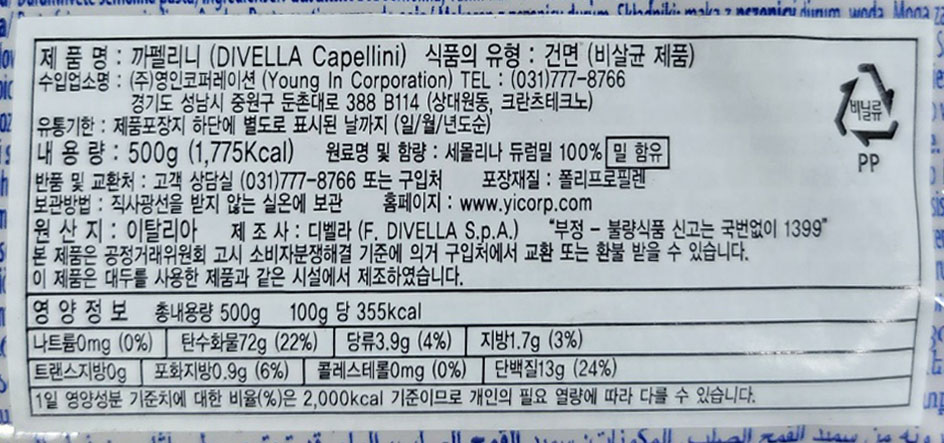 제 품 명 : 까펠리니 (DIVELLA Capellini) 식품의 유형 : 건면 (비살균 제품)
수입업소명 : (주)영인코퍼레이션 (Young In Corporation) TEL : (031)777-8766
경기도 성남시 중원구 둔촌대로 388 B114 (상대원동, 크란츠테크노)
유통기한 : 제품포장지 하단에 별도로 표시된 날까지 (일/월/년도순)
내 용 량 : 500g (1,775Kcal) 원료명 및 함량 : 세몰리나 듀럼밀 100% 밀 함유
반품 및 교환처 : 고객 상담실 (031)777-8766 또는 구입처 포장재질 : 폴리프로필렌
보관방법 : 직사광선을 받지 않는 실온에 보관 홈페이지 : www.yicorp.com
원 산 지 : 이탈리아 제 조 사 : 디벨라 (F. DIVELLA S.p.A.) "부정 - 불량식품 신고는 국번없이 1399"
본 제품은 공정거래위원회 고시 소비자분쟁해결 기준에 의거 구입처에서 교환 또는 환불 받을 수 있습니다.
이 제품은 대두를 사용한 제품과 같은 시설에서 제조하였습니다.
비닐류
PP
영 양 정 보 총내용량 500g 100g 당 355kcal
나트륨0mg (0%) 탄수화물72g (22%) 당류3.9g (4%) 지방1.7g (3%)
트랜스지방0g 포화지방0.9g (6%) 콜레스테롤0mg (0%) 단백질13g (24%)
1일 영양성분 기준치에 대한 비율(%)은 2,000kcal 기준이므로 개인의 필요 열량에 따라 다를 수 있습니다.